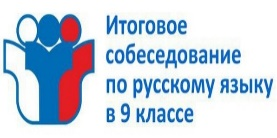 Итоговое
собеседование
по русскому языку
в 9 классе